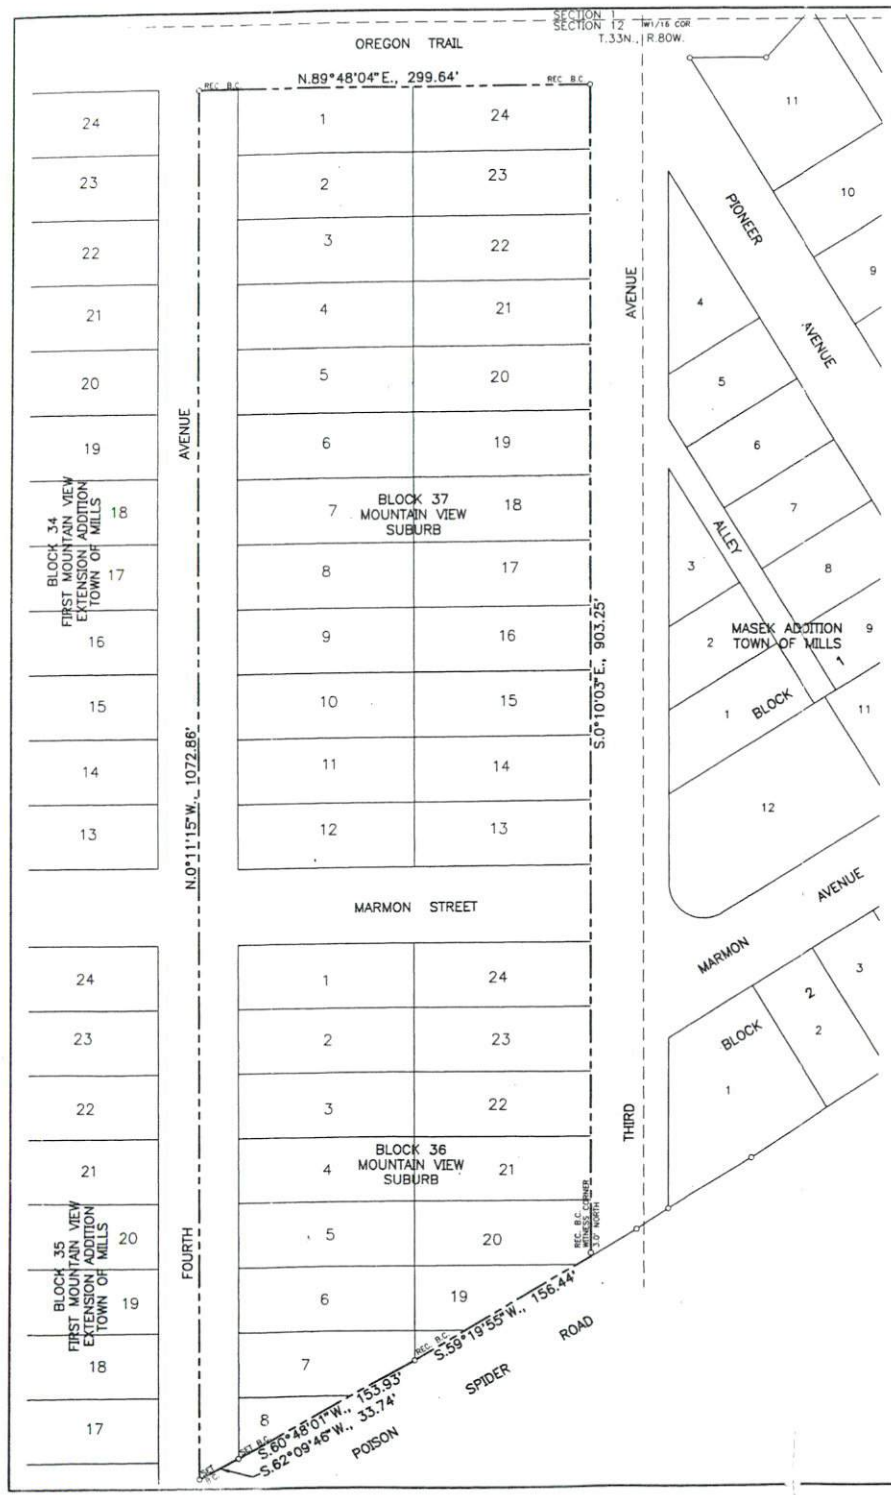 SECTION 1
SECTION 12
W1/16 COR
T.33N., R.80W.
OREGON TRAIL
REC. B.C.
N.89°48'04"E., 299.64'
REC. B.C.
24
23
22
21
20
19
18
17
16
15
14
13
BLOCK 34
FIRST MOUNTAIN VIEW
EXTENSION ADDITION
TOWN OF MILLS
AVENUE
N.0°11'15"W., 1072.86'
1
2
3
4
5
6
7
8
9
10
11
12
24
23
22
21
20
19
18
17
16
15
14
13
BLOCK 37
MOUNTAIN VIEW
SUBURB
S.0°10'03"E., 903.25'
AVENUE
PIONEER
AVENUE
11
10
9
4
5
6
7
8
9
ALLEY
3
2
1
MASEK ADDITION
TOWN OF MILLS
BLOCK 1
11
12
MARMON STREET
MARMON AVENUE
24
23
22
21
20
19
18
17
BLOCK 35
FIRST MOUNTAIN VIEW
EXTENSION ADDITION
TOWN OF MILLS
FOURTH
1
2
3
4
5
6
7
8
24
23
22
21
20
19
BLOCK 36
MOUNTAIN VIEW
SUBURB
REC. B.C.
WITNESS CORNER
3.0' NORTH
THIRD
BLOCK 2
1
2
3
REC. B.C.
S.59°19'55"W., 156.44'
SET B.C.
S.60°48'01"W., 153.93'
SET
B.C.
S.62°09'46"W., 33.74'
POISON SPIDER ROAD